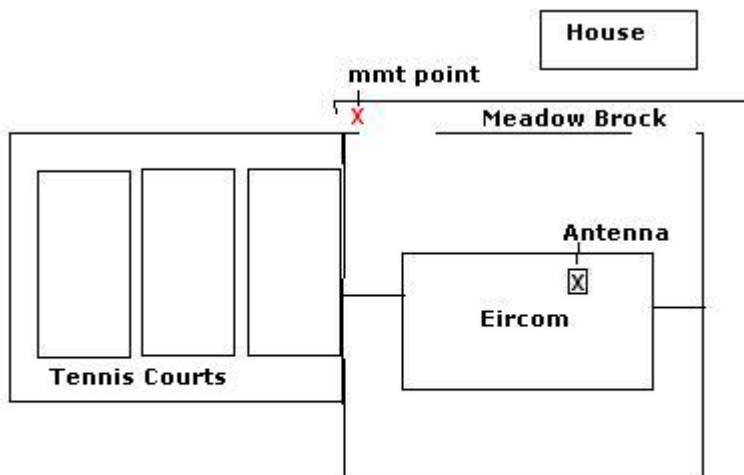 House
mmt point
X
Meadow Brock
Antenna
X
Eircom
Tennis Courts